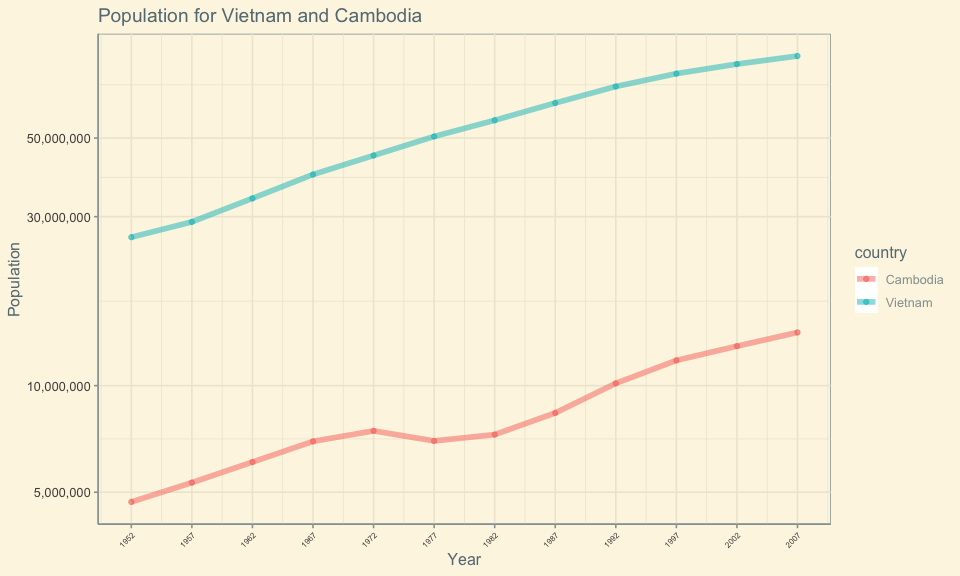 Population for Vietnam and Cambodia
Population
50,000,000
30,000,000
10,000,000
5,000,000
1952 1957 1962 1967 1972 1977 1982 1987 1992 1997 2002 2007
Year
country
Cambodia
Vietnam